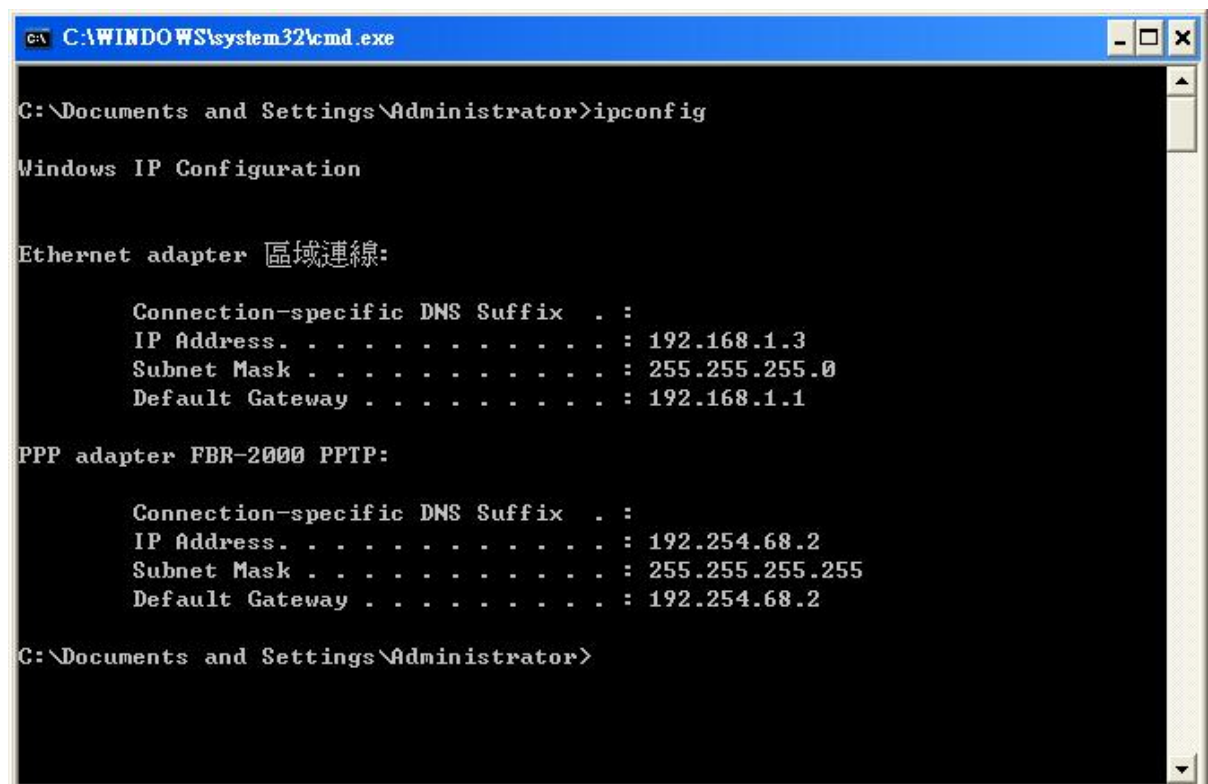 C:\WINDOWS\system32\cmd.exe
C:\Documents and Settings\Administrator>ipconfig
Windows IP Configuration
Ethernet adapter 區域連線:
Connection-specific DNS Suffix  . :
IP Address. . . . . . . . . . . . : 192.168.1.3
Subnet Mask . . . . . . . . . . . : 255.255.255.0
Default Gateway . . . . . . . . . : 192.168.1.1
PPP adapter FBR-2000 PPTP:
Connection-specific DNS Suffix  . :
IP Address. . . . . . . . . . . . : 192.254.68.2
Subnet Mask . . . . . . . . . . . : 255.255.255.255
Default Gateway . . . . . . . . . : 192.254.68.2
C:\Documents and Settings\Administrator>